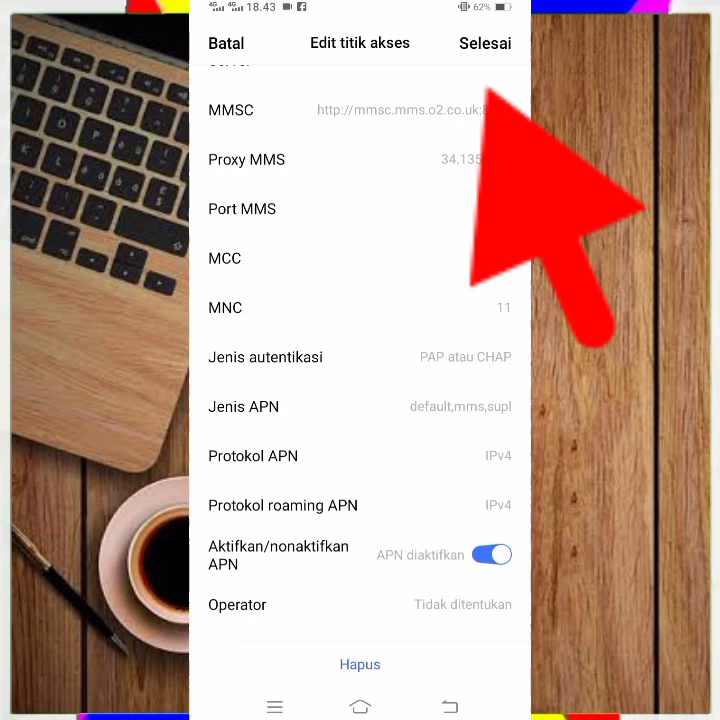 18.43 62%
Batal Edit titik akses Selesai
MMSC http://mmsc.mms.o2.co.uk:
Proxy MMS 34.135
Port MMS
MCC
MNC 11
Jenis autentikasi PAP atau CHAP
Jenis APN default,mms,supl
Protokol APN IPv4
Protokol roaming APN IPv4
Aktifkan/nonaktifkan APN diaktifkan
APN
Operator Tidak ditentukan
Hapus